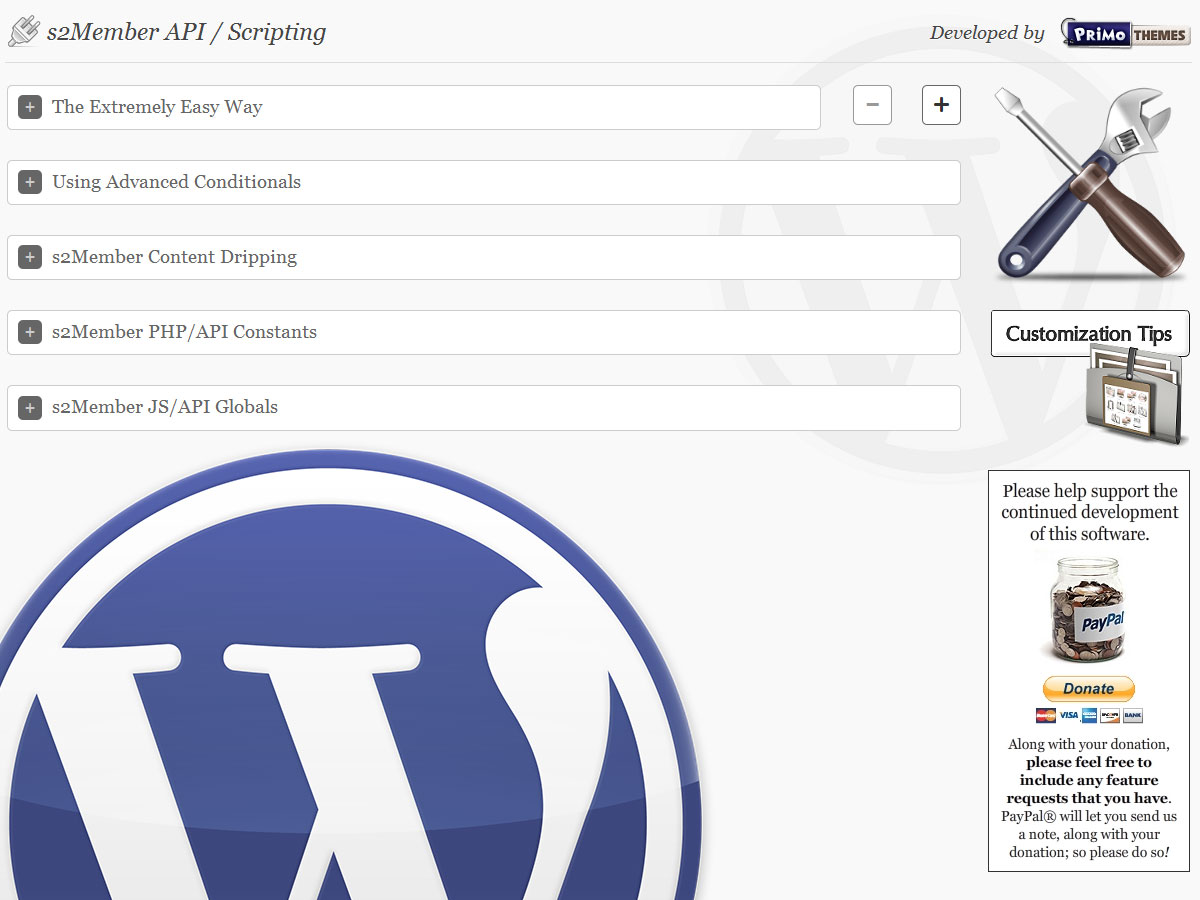 s2Member API / Scripting
Developed by PRiMO THEMES
+ The Extremely Easy Way
− +
+ Using Advanced Conditionals
+ s2Member Content Dripping
+ s2Member PHP/API Constants
+ s2Member JS/API Globals
Customization Tips
Please help support the
continued development
of this software.
PayPal
Donate
VISA
BANK
Along with your donation,
please feel free to
include any feature
requests that you have.
PayPal® will let you send us
a note, along with your
donation; so please do so!